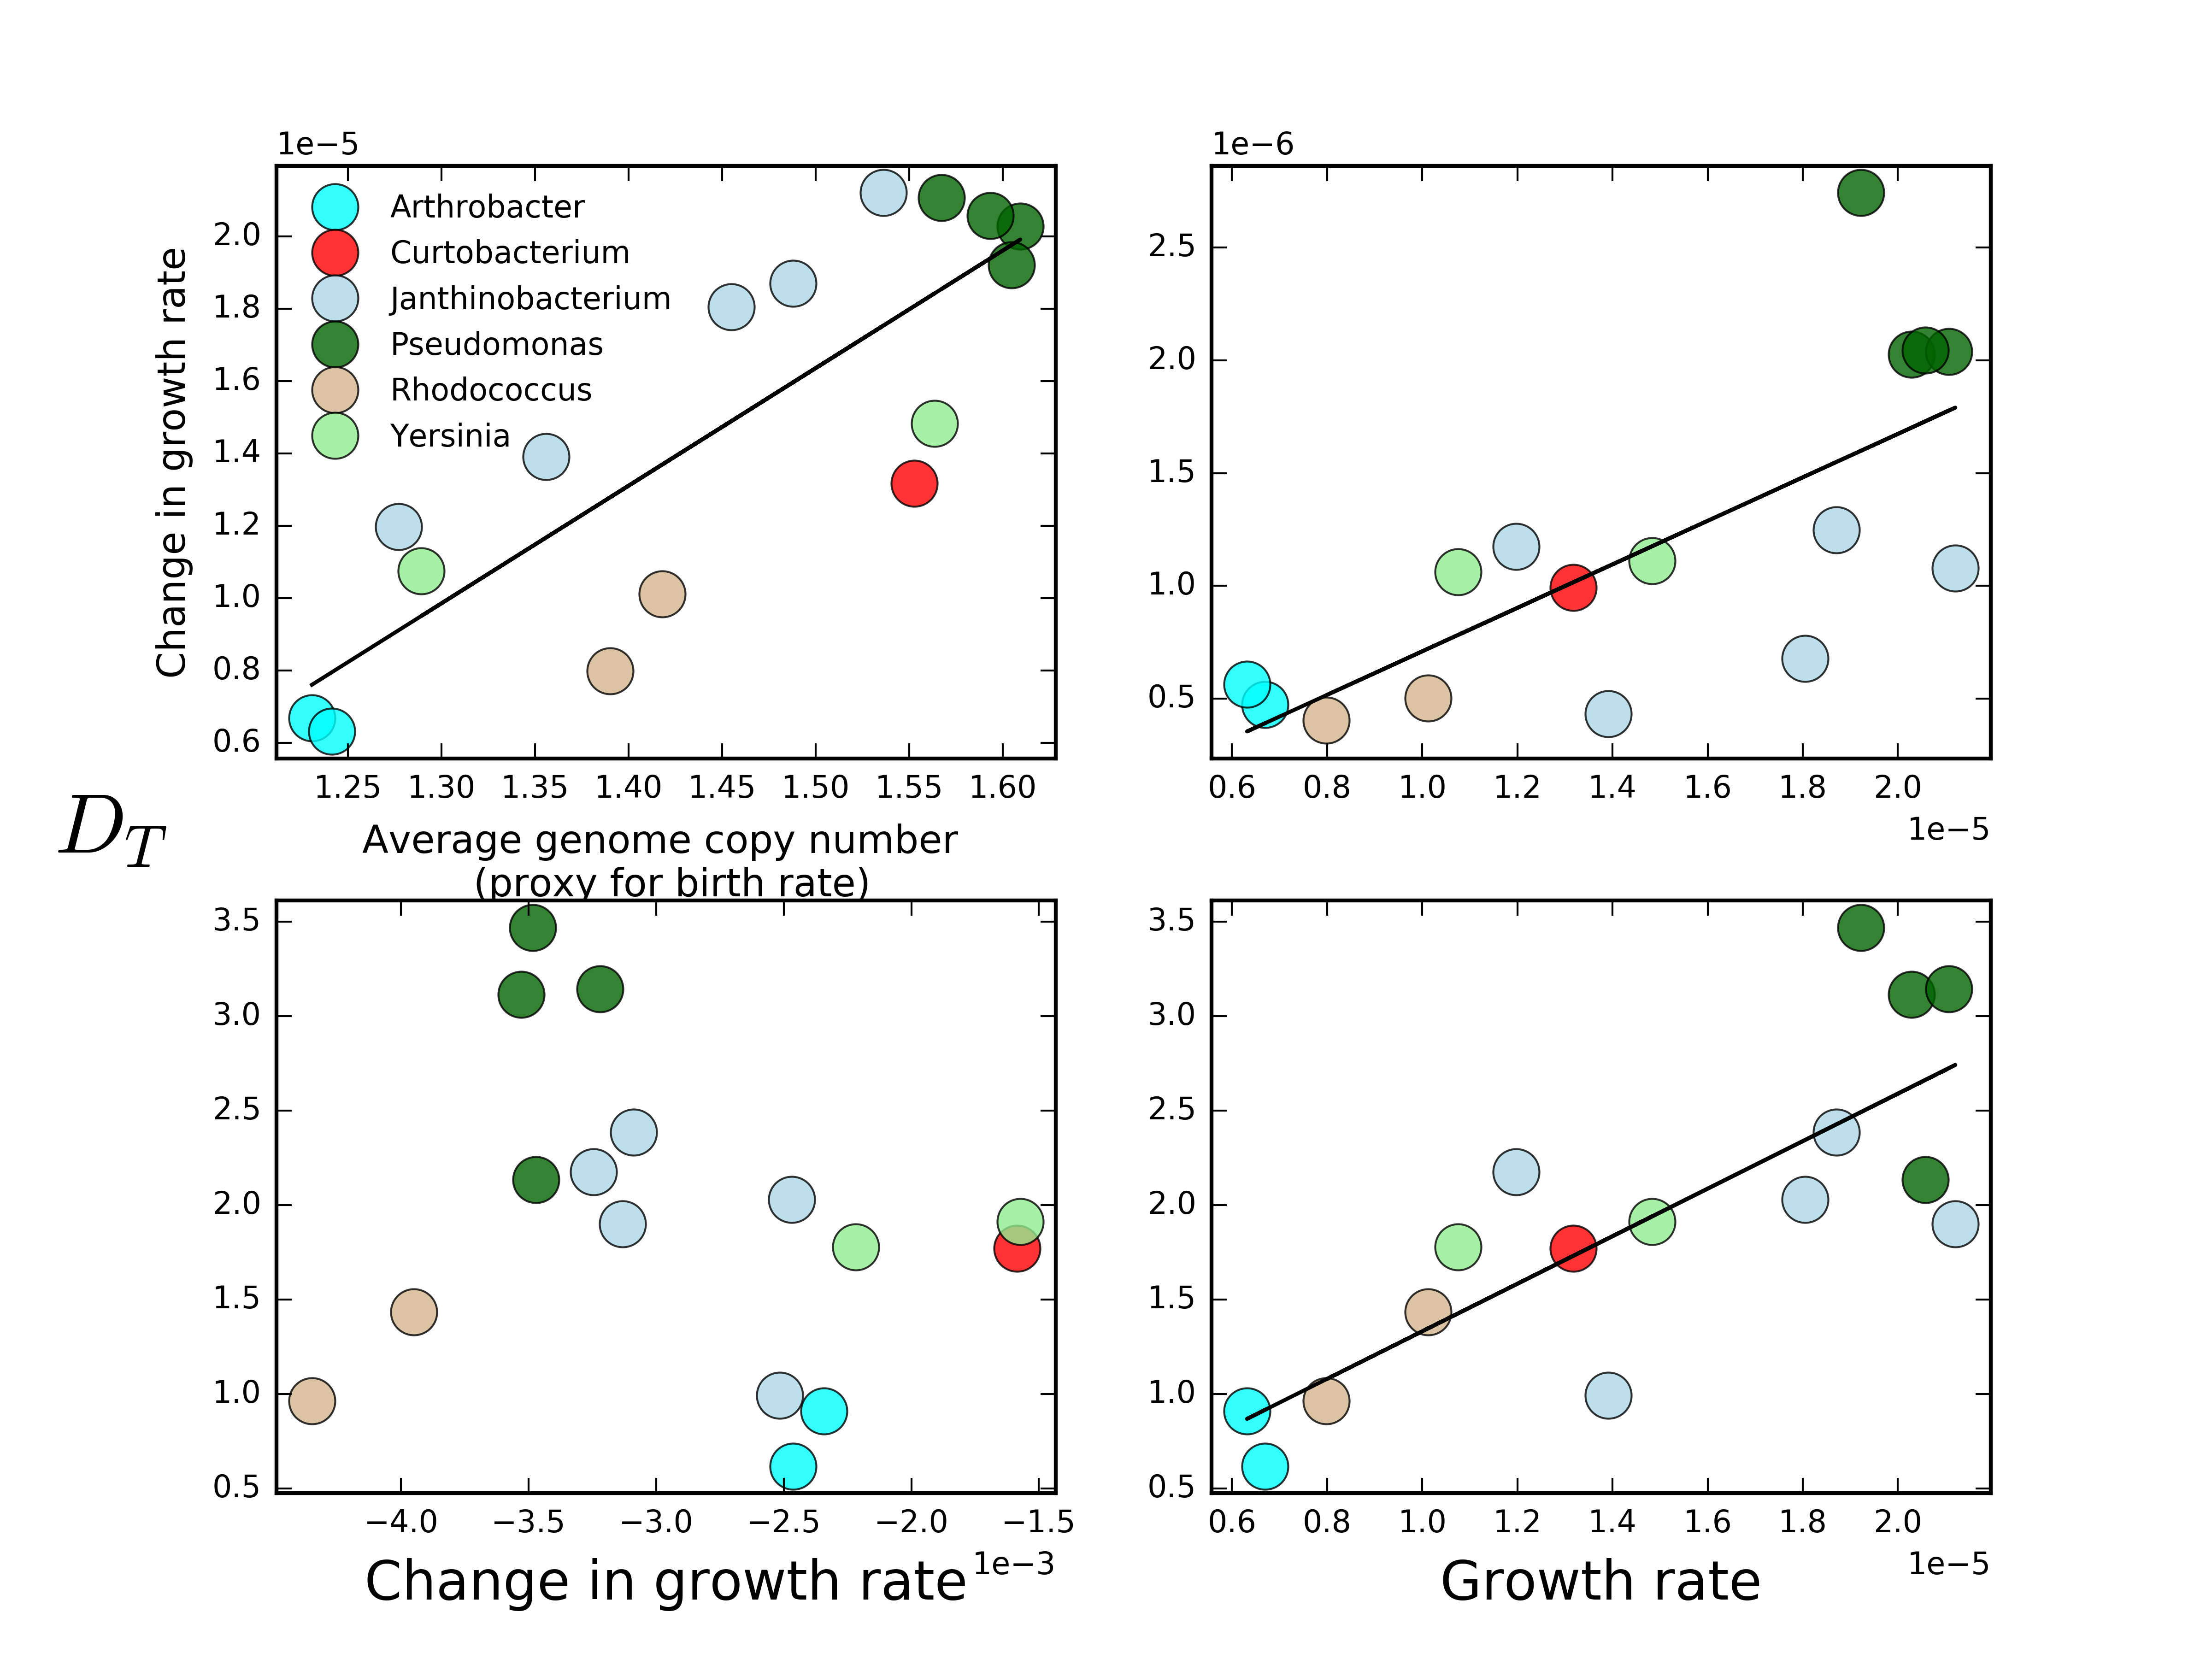 1e−5
1e−6
Arthrobacter
Curtobacterium
Janthinobacterium
Pseudomonas
Rhodococcus
Yersinia
Change in growth rate
2.0
1.8
1.6
1.4
1.2
1.0
0.8
0.6
1.25 1.30 1.35 1.40 1.45 1.50 1.55 1.60
Average genome copy number
(proxy for birth rate)
2.5
2.0
1.5
1.0
0.5
0.6 0.8 1.0 1.2 1.4 1.6 1.8 2.0
1e−5
D_T
3.5
3.0
2.5
2.0
1.5
1.0
0.5
−4.0 −3.5 −3.0 −2.5 −2.0 −1.5
1e−3
Change in growth rate
3.5
3.0
2.5
2.0
1.5
1.0
0.5
0.6 0.8 1.0 1.2 1.4 1.6 1.8 2.0
1e−5
Growth rate